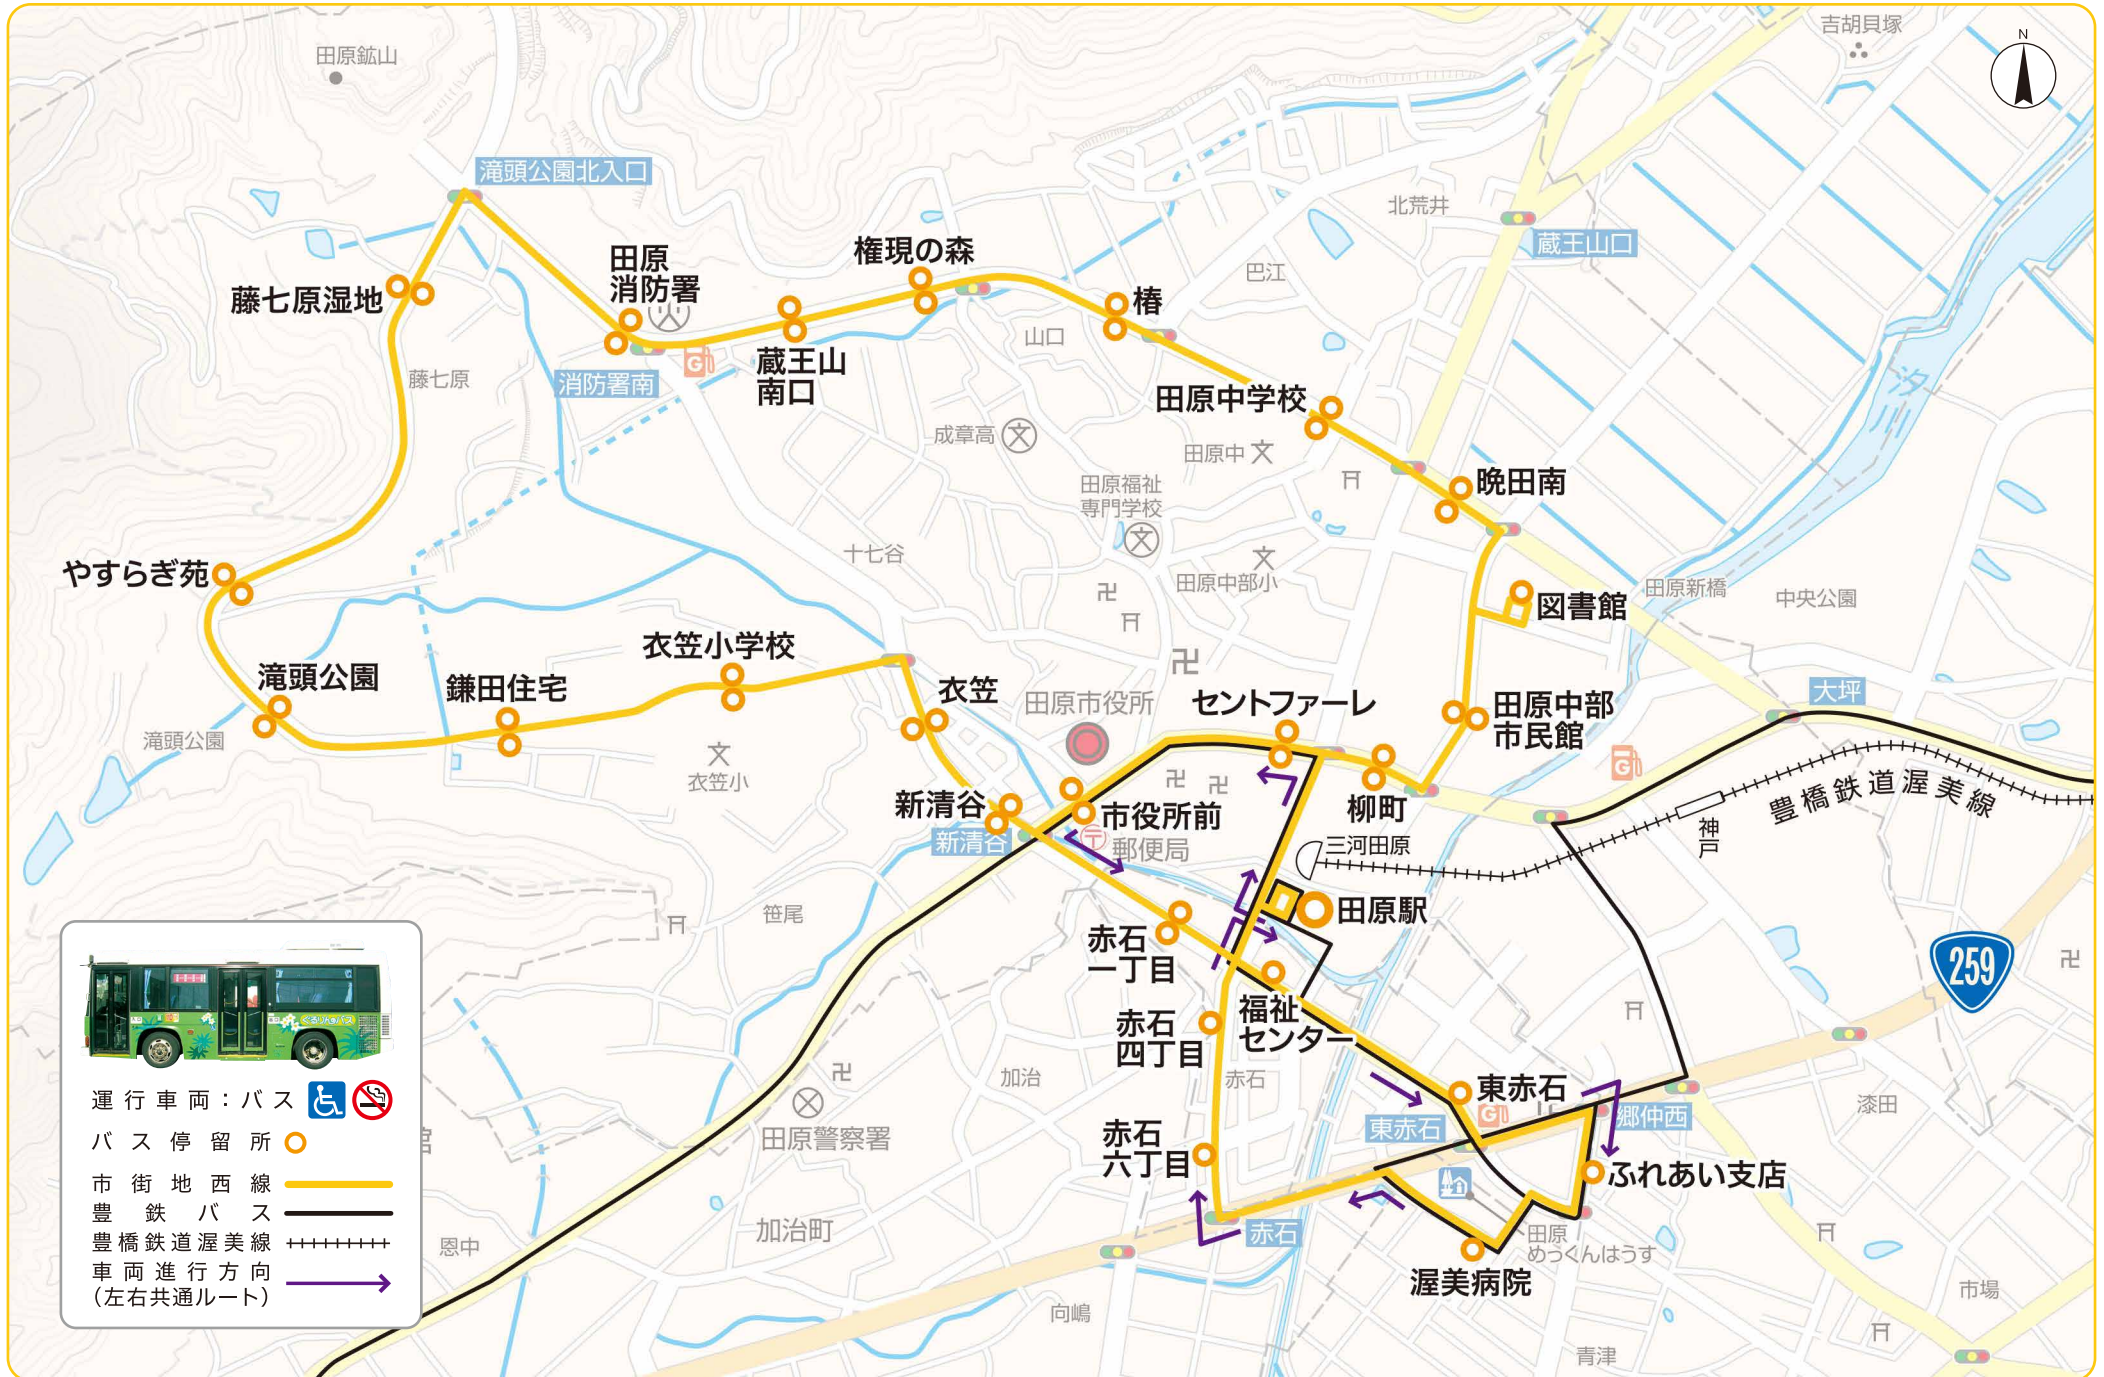 田原鉱山
吉胡貝塚
N
滝頭公園北入口
北荒井
蔵王山口
田原
消防署
権現の森
巴江
藤七原湿地
椿
山口
蔵王山
南口
消防署南
藤七原
田原中学校
成章高
田原中
汐川
田原福祉
専門学校
晩田南
十七谷
田原中部小
やすらぎ苑
図書館
田原新橋
中央公園
衣笠小学校
滝頭公園
鎌田住宅
衣笠
田原市役所
セントファーレ
大坪
田原中部
市民館
滝頭公園
衣笠小
新清谷
新清谷
市役所前
郵便局
柳町
三河田原
神戸
豊橋鉄道渥美線
笹尾
田原駅
赤石
一丁目
福祉
センター
赤石
四丁目
259
加治
赤石
東赤石
東赤石
郷仲西
漆田
田原警察署
赤石
六丁目
ふれあい支店
加治町
恩中
赤石
渥美病院
田原
めっくんはうす
向嶋
青津
市場
G
G
G
くるりんバス
運行車両：バス
バス停留所
市街地西線
豊鉄バス
豊橋鉄道渥美線
車両進行方向
（左右共通ルート）